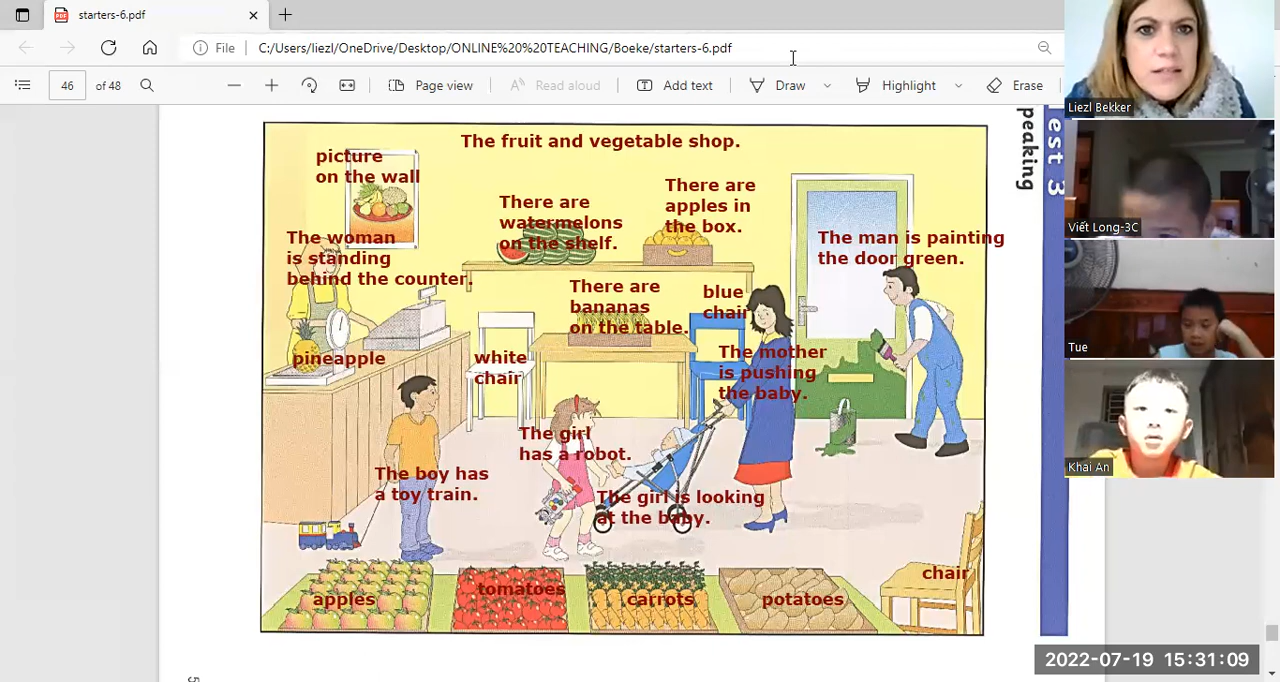 starters-6.pdf
File
C:/Users/liezl/OneDrive/Desktop/ONLINE%20%20TEACHING/Boeke/starters-6.pdf
46 of 48
Page view
Read aloud
Add text
Draw
Highlight
Erase
Liezl Bekker
Viết Long-3C
Tue
Khai An
est 3
peaking
The fruit and vegetable shop.
picture
on the wall
There are
watermelons
on the shelf.
There are
apples in
the box.
The woman
is standing
behind the counter.
The man is painting
the door green.
There are
bananas
on the table.
blue
chair
pineapple
white
chair
The mother
is pushing
the baby.
The girl
has a robot.
The boy has
a toy train.
The girl is looking
at the baby.
chair
apples
tomatoes
carrots
potatoes
2022-07-19 15:31:09